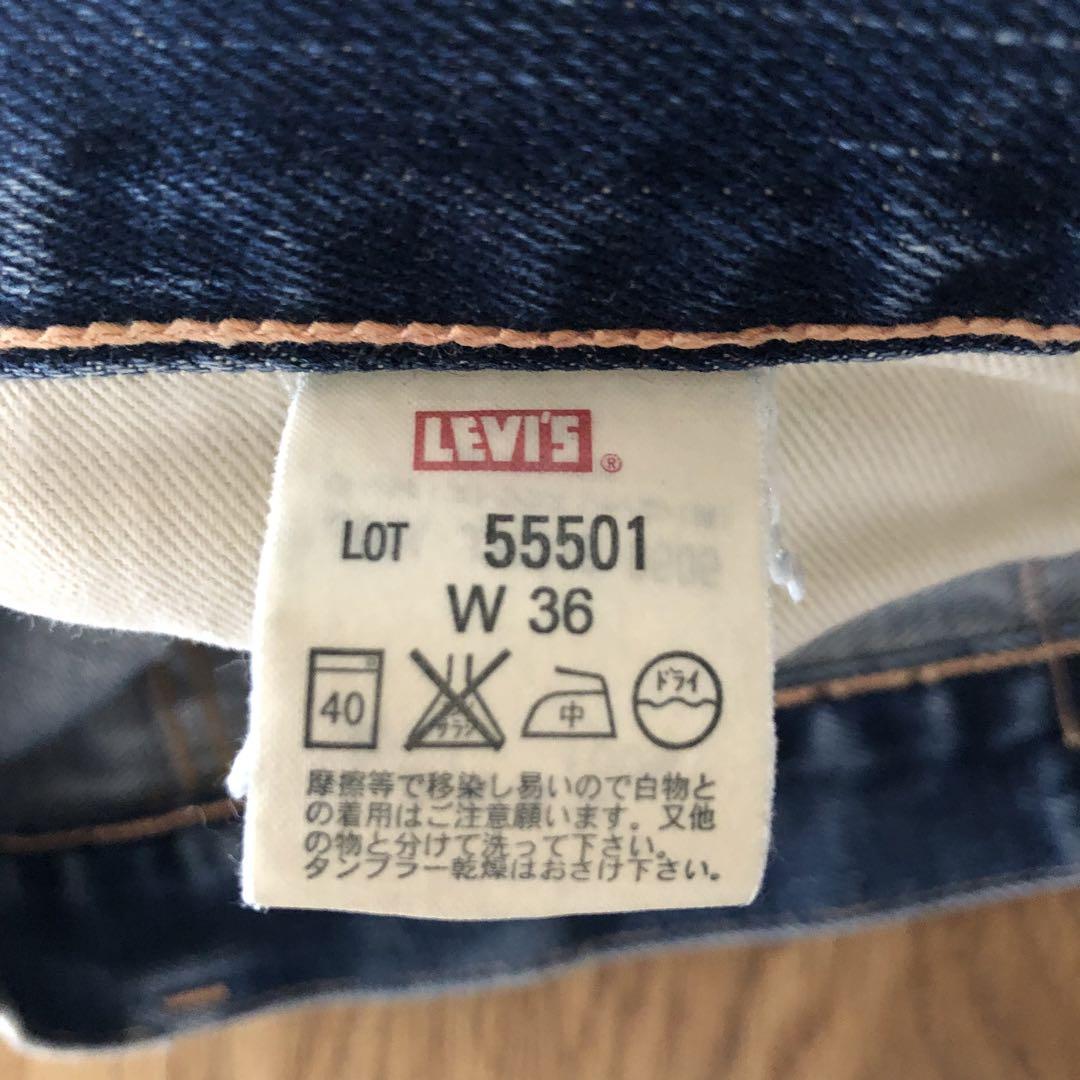 LEVI'S ®
LOT 55501
W 36
40 中 ドライ
摩擦等で移染し易いので白物と
の着用はご注意願います。又他
の物と分けて洗って下さい。
タンブラー乾燥はおさけ下さい。